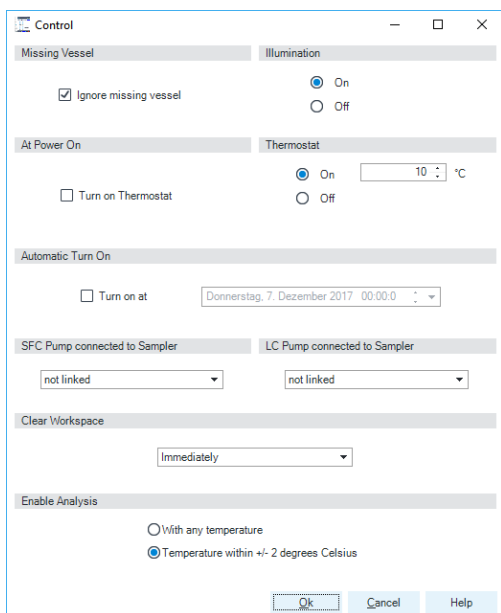 Control
Missing Vessel
Illumination
Ignore missing vessel
On
Off
At Power On
Thermostat
Turn on Thermostat
On
10 °C
Off
Automatic Turn On
Turn on at
Donnerstag, 7. Dezember 2017 00:00:0
SFC Pump connected to Sampler
LC Pump connected to Sampler
not linked
not linked
Clear Workspace
Immediately
Enable Analysis
With any temperature
Temperature within +/- 2 degrees Celsius
Ok Cancel Help